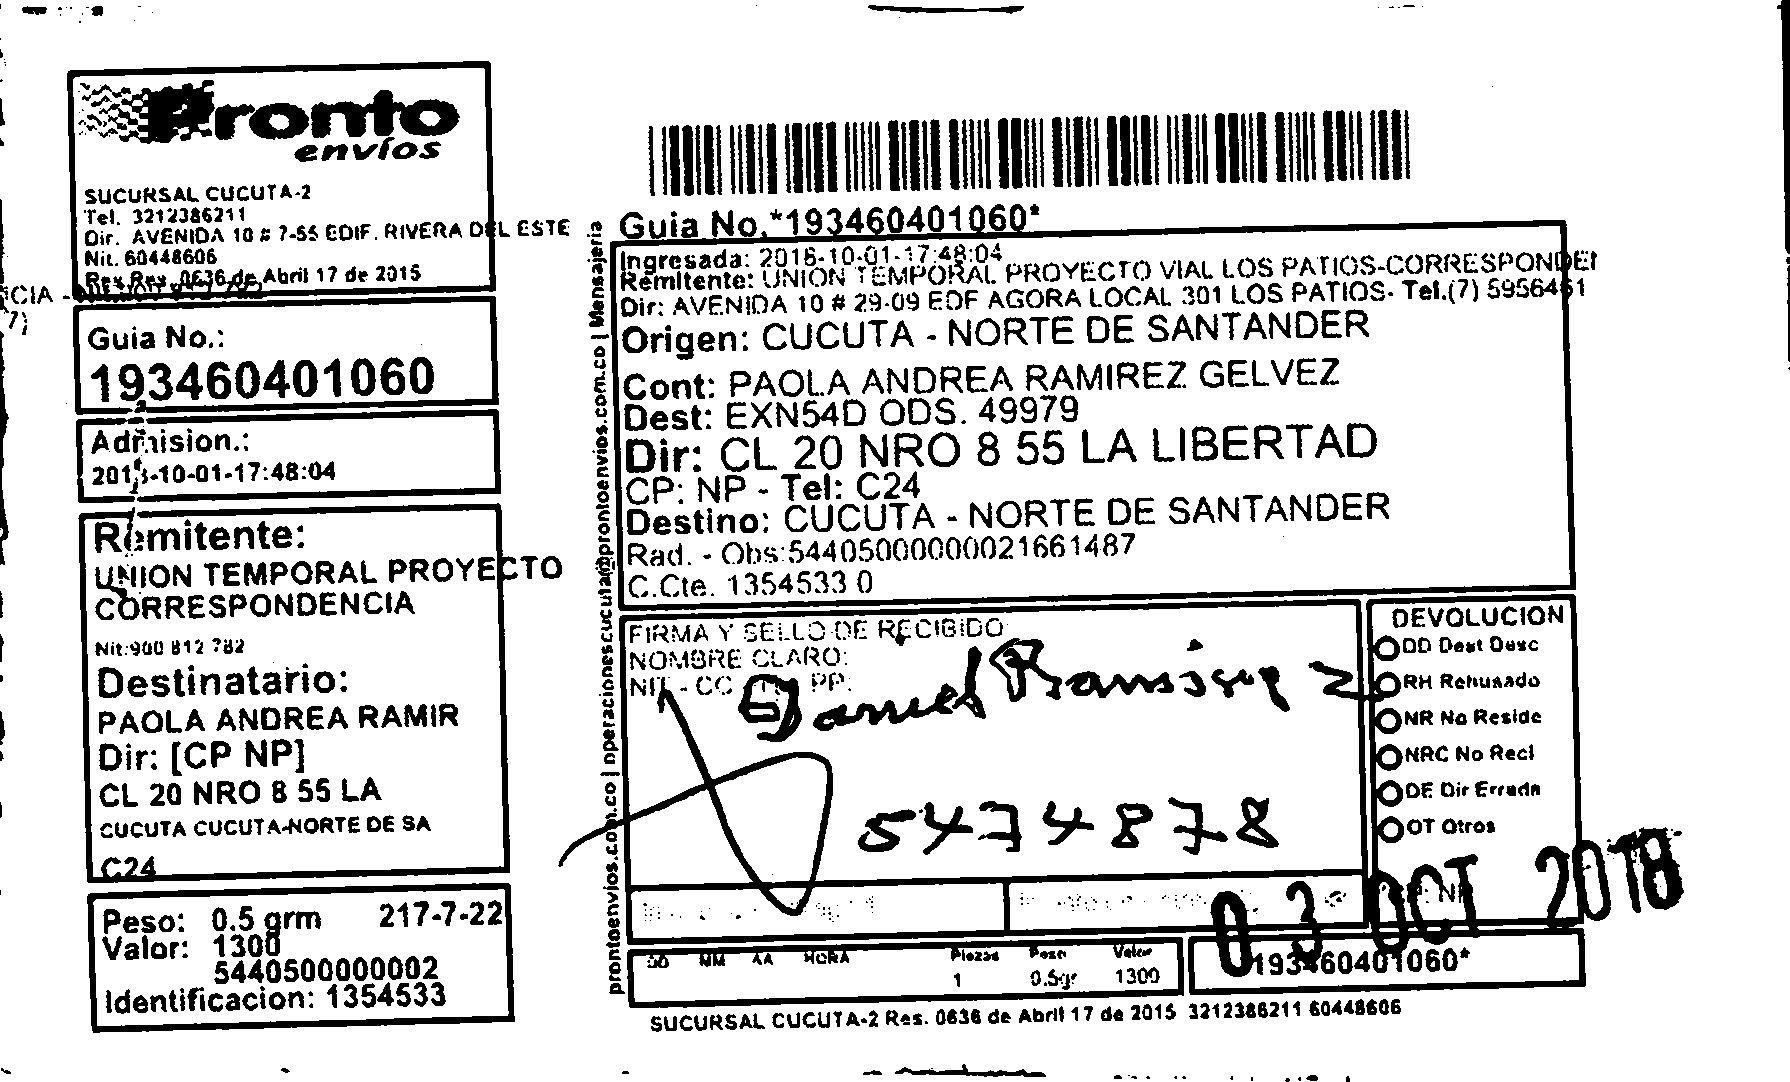 Pronto
envíos
SUCURSAL CUCUTA-2
Tel. 3212386211
Dir. AVENIDA 10 # 7-55 EDIF. RIVERA DEL ESTE
Nit. 60448606
Res.Res. 0636 de Abril 17 de 2015
CIA -
7)
Guia No.:
193460401060
Admision.:
2018-10-01-17:48:04
Remitente:
UNION TEMPORAL PROYECTO
CORRESPONDENCIA
Nit:900 812 782
Destinatario:
PAOLA ANDREA RAMIR
Dir: [CP NP]
CL 20 NRO 8 55 LA
CUCUTA CUCUTA-NORTE DE SA
C24
Peso: 0.5 grm 217-7-22
Valor: 1300
5440500000002
Identificacion: 1354533
prontoenvios.com.co | operacionescucuta@prontoenvios.com.co | Mensajeria
Guia No.*193460401060*
Ingresada: 2018-10-01-17:48:04
Remitente: UNION TEMPORAL PROYECTO VIAL LOS PATIOS-CORRESPONDEN
Dir: AVENIDA 10 # 29-09 EDF AGORA LOCAL 301 LOS PATIOS- Tel.(7) 5956461
Origen: CUCUTA - NORTE DE SANTANDER
Cont: PAOLA ANDREA RAMIREZ GELVEZ
Dest: EXN54D ODS. 49979
Dir: CL 20 NRO 8 55 LA LIBERTAD
CP: NP - Tel: C24
Destino: CUCUTA - NORTE DE SANTANDER
Rad. - Obs:544050000000021661487
C.Cte. 1354533 0
FIRMA Y SELLO DE RECIBIDO
NOMBRE CLARO:
NIT - CC PP:
Daniel Ramirez
5474878
DEVOLUCION
DD Dest Desc
RH Rehusado
NR No Reside
NRC No Recl
DE Dir Errada
OT Otros
NP
03 OCT 2018
DD MM AA HORA Piezas Peso Valor
1 0.5gr 1300
*193460401060*
SUCURSAL CUCUTA-2 Res. 0636 de Abril 17 de 2015 3212386211 60448606